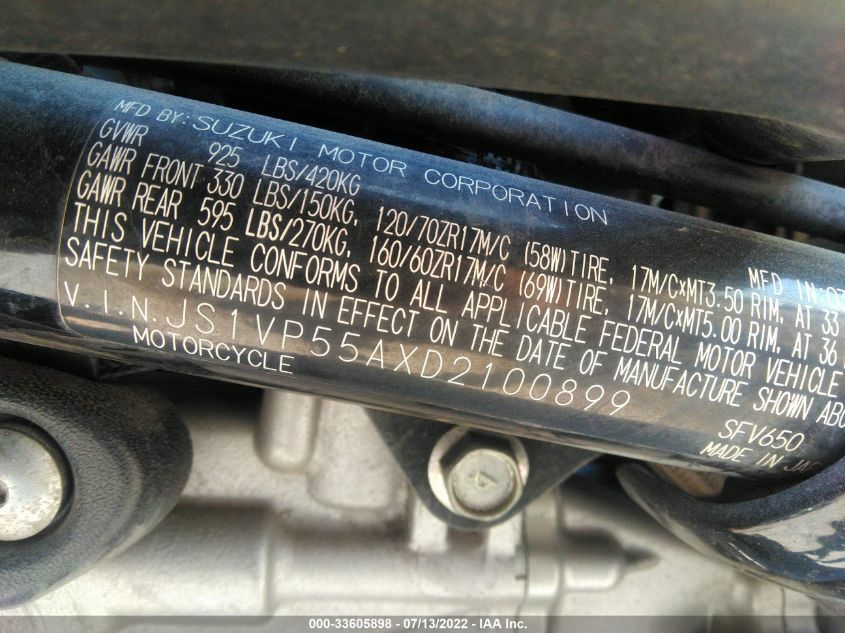 MFD BY: SUZUKI MOTOR CORPORATION
GVWR 925 LBS/420KG MFD IN:
GAWR FRONT 330 LBS/150KG, 120/70ZR17M/C (58W)TIRE, 17M/CxMT3.50 RIM, AT 33
GAWR REAR 595 LBS/270KG, 160/60ZR17M/C (69W)TIRE, 17M/CxMT5.00 RIM, AT 36
THIS VEHICLE CONFORMS TO ALL APPLICABLE FEDERAL MOTOR VEHICLE
SAFETY STANDARDS IN EFFECT ON THE DATE OF MANUFACTURE SHOWN
V.I.N.JS1VP55AXD2100899 SFV650
MOTORCYCLE MADE IN
000-33605898 - 07/13/2022 - IAA Inc.